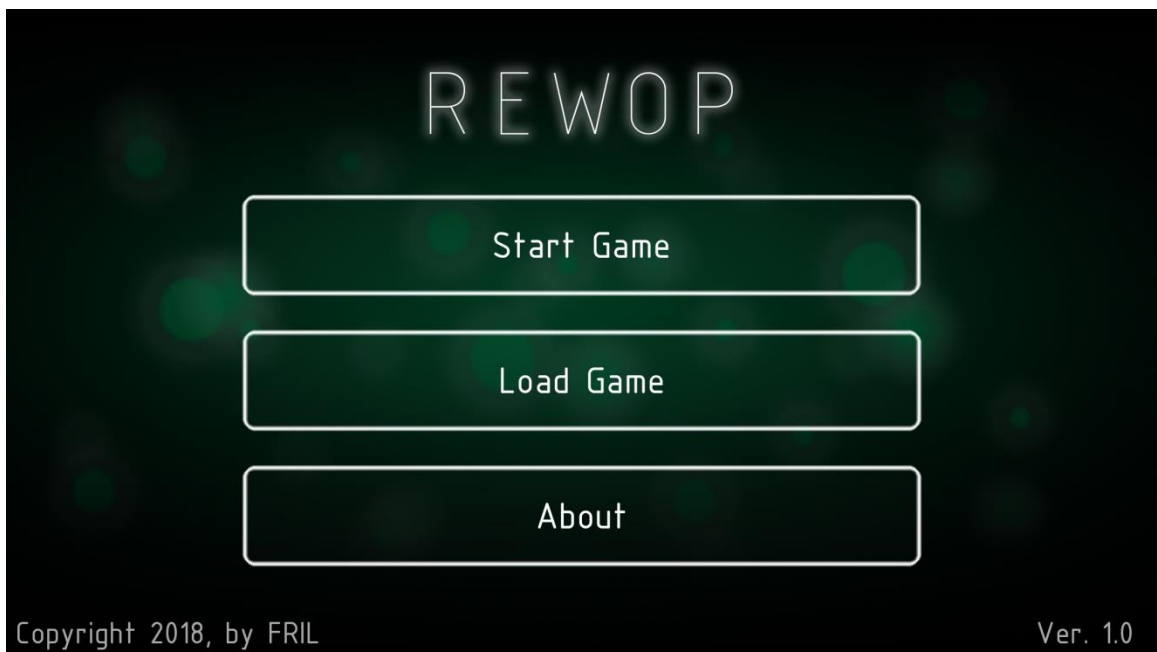 REWOP
Start Game
Load Game
About
Copyright 2018, by FRIL
Ver. 1.0